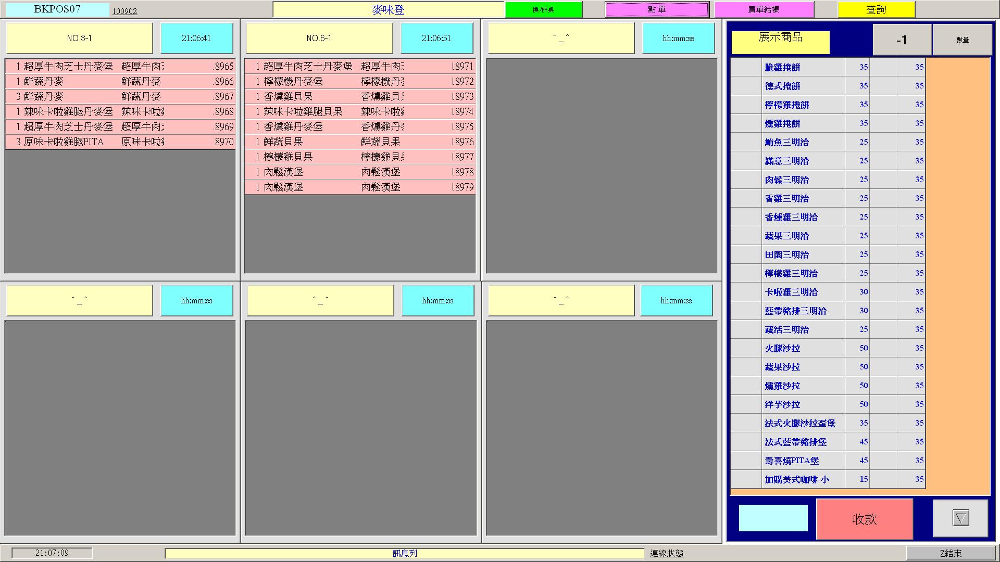 BKPOS07 100902 麥味登 換/併桌 點 單 買單結帳 查詢
NO.3-1 21:06:41
1 超厚牛肉芝士丹麥堡 超厚牛肉 .8965
1 鮮蔬丹麥 鮮蔬丹麥 .8966
3 鮮蔬丹麥 鮮蔬丹麥 .8967
1 辣味卡啦雞腿丹麥堡 辣味卡啦 .8968
1 超厚牛肉芝士丹麥堡 超厚牛肉 .8969
3 原味卡啦雞腿PITA 原味卡啦 .8970
NO.6-1 21:06:51
1 超厚牛肉芝士丹麥堡 超厚牛肉 8971
1 檸檬機丹麥堡 檸檬機丹 8972
1 香燻雞貝果 香燻雞貝 8973
1 辣味卡啦雞腿貝果 辣味卡啦 8974
1 香燻雞丹麥堡 香燻雞丹 8975
1 鮮蔬貝果 鮮蔬貝果 8976
1 檸檬雞貝果 檸檬雞貝 8977
1 肉鬆漢堡 肉鬆漢堡 8978
1 肉鬆漢堡 肉鬆漢堡 8979
^_^ hh:mm:ss
^_^ hh:mm:ss
^_^ hh:mm:ss
^_^ hh:mm:ss
展示商品 -1 數量
脆雞捲餅 35 35
德式捲餅 35 35
檸檬雞捲餅 35 35
燻雞捲餅 35 35
鮪魚三明治 25 35
滿意三明治 25 35
肉鬆三明治 25 35
香雞三明治 25 35
香燻雞三明治 25 35
蔬果三明治 25 35
田園三明治 25 35
檸檬雞三明治 25 35
卡啦雞三明治 30 35
藍帶豬排三明治 30 35
蔬活三明治 25 35
火腿沙拉 50 35
蔬果沙拉 50 35
燻雞沙拉 50 35
洋芋沙拉 50 35
法式火腿沙拉蛋堡 35 35
法式藍帶豬排堡 45 35
壽喜燒PITA堡 45 35
加購美式咖啡-小 15 35
收款
21:07:09 訊息列 連線狀態 Z結束